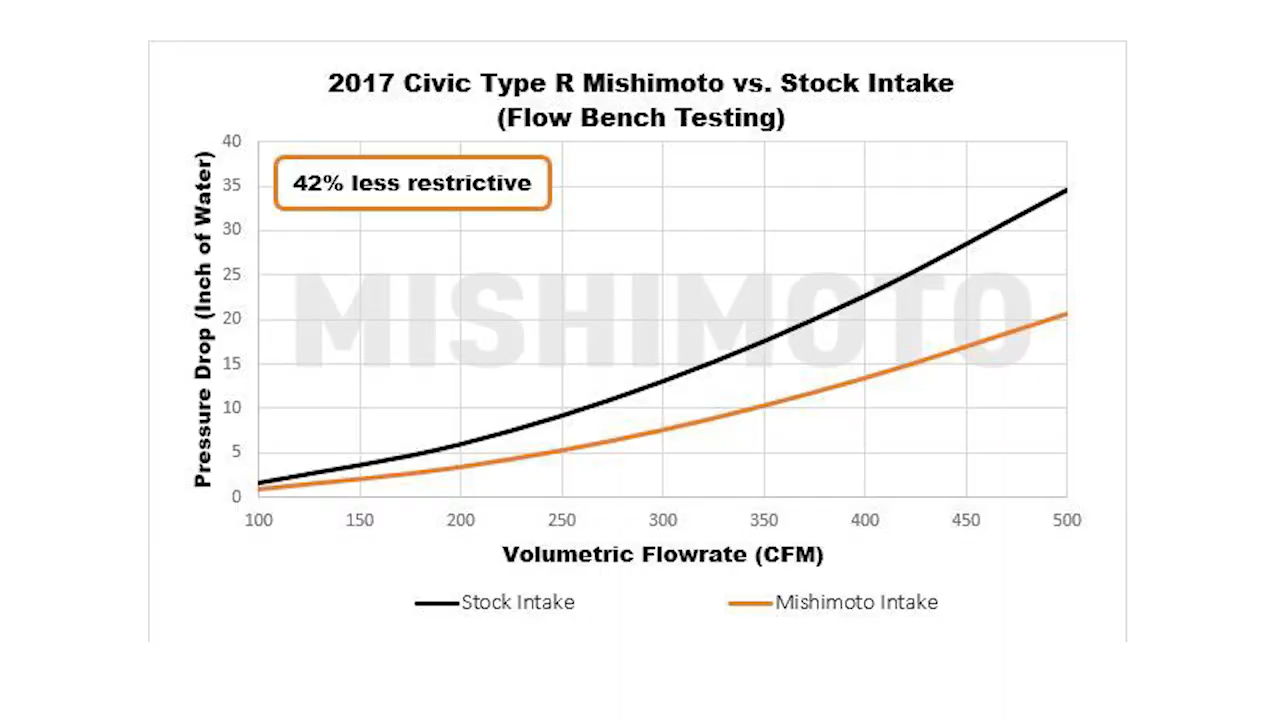 2017 Civic Type R Mishimoto vs. Stock Intake
(Flow Bench Testing)
42% less restrictive
Pressure Drop (Inch of Water)
40
35
30
25
20
15
10
5
0
MISHIMOTO
100 150 200 250 300 350 400 450 500
Volumetric Flowrate (CFM)
Stock Intake Mishimoto Intake